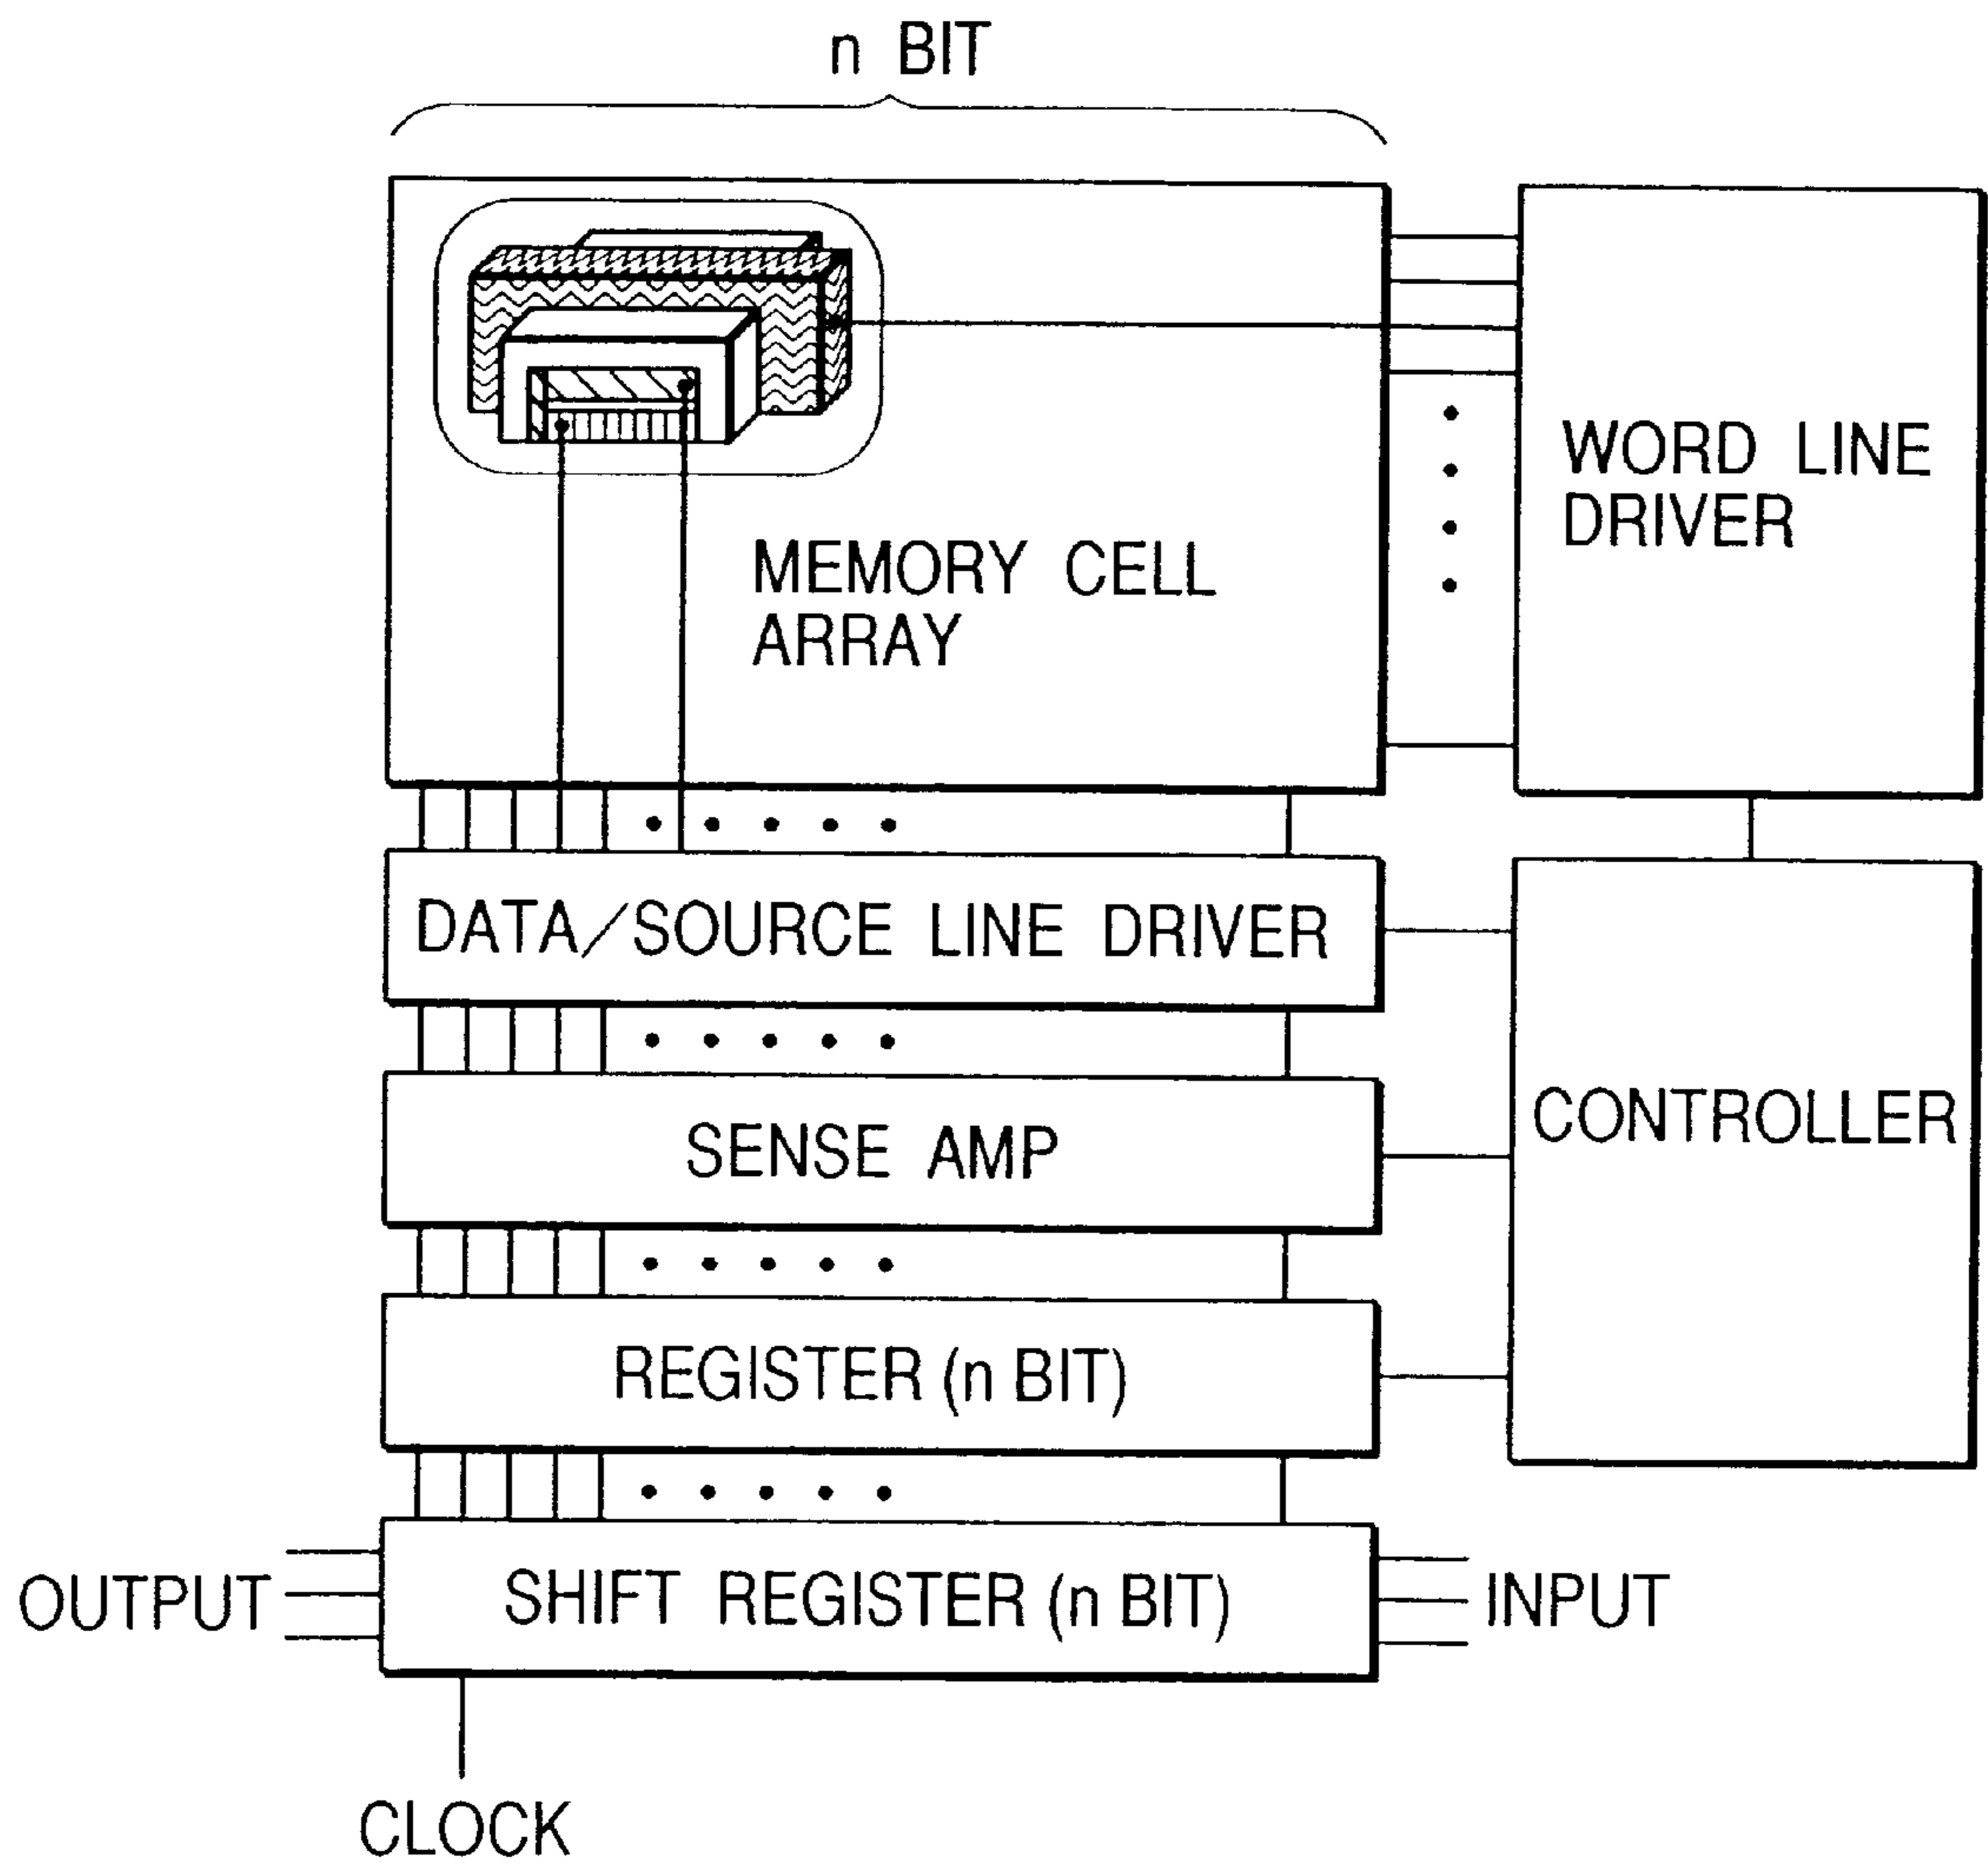 n BIT
WORD LINE
DRIVER
MEMORY CELL
ARRAY
DATA/SOURCE LINE DRIVER
CONTROLLER
SENSE AMP
REGISTER (n BIT)
OUTPUT
SHIFT REGISTER (n BIT)
INPUT
CLOCK